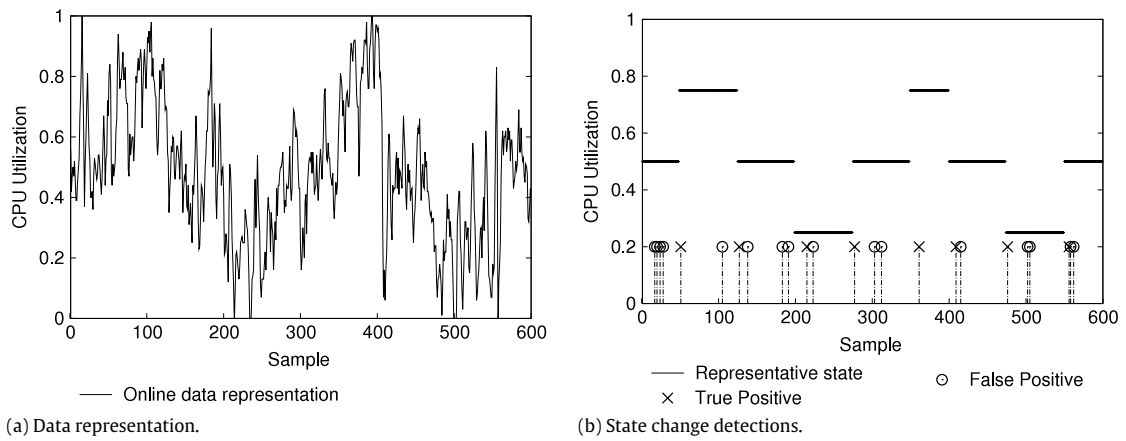 1
0.8
0.6
0.4
0.2
0
CPU Utilization
0 100 200 300 400 500 600
Sample
Online data representation
(a) Data representation.
1
0.8
0.6
0.4
0.2
0
CPU Utilization
0 100 200 300 400 500 600
Sample
Representative state
True Positive
False Positive
(b) State change detections.